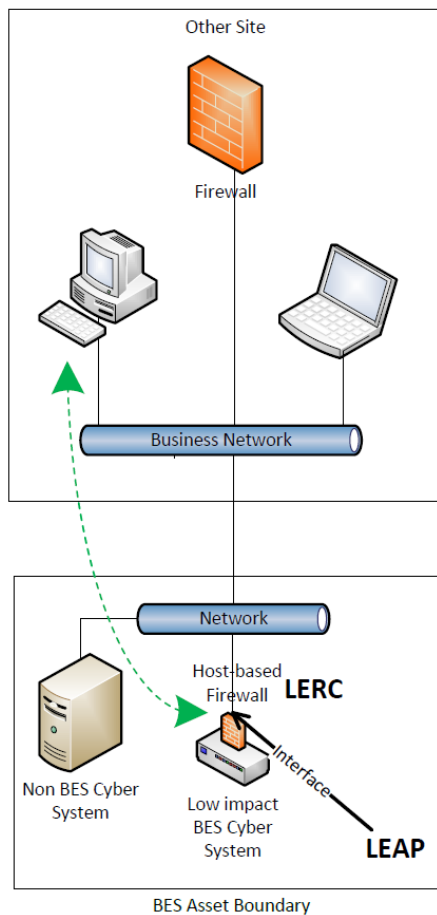 Other Site
Firewall
Business Network
Network
Host-based
Firewall
LERC
Non BES Cyber
System
Low impact
BES Cyber
System
Interface
LEAP
BES Asset Boundary